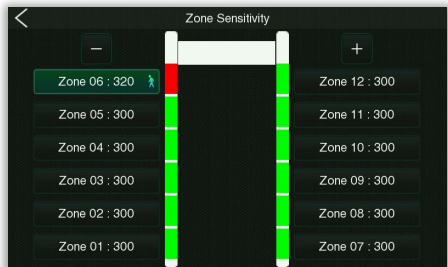 Zone Sensitivity
− +
Zone 06 : 320 Zone 12 : 300
Zone 05 : 300 Zone 11 : 300
Zone 04 : 300 Zone 10 : 300
Zone 03 : 300 Zone 09 : 300
Zone 02 : 300 Zone 08 : 300
Zone 01 : 300 Zone 07 : 300